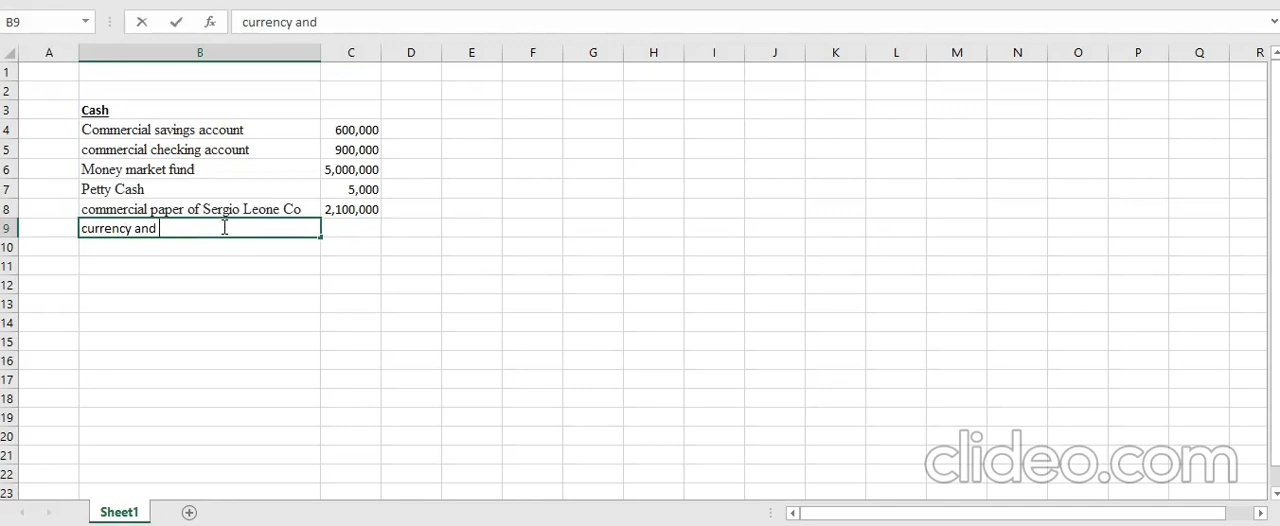 B9 currency and
A B C D E F G H I J K L M N O P Q R
1
2
3 Cash
4 Commercial savings account 600,000
5 commercial checking account 900,000
6 Money market fund 5,000,000
7 Petty Cash 5,000
8 commercial paper of Sergio Leone Co 2,100,000
9 currency and
10
11
12
13
14
15
16
17
18
19
20
21
22
23
clideo.com
Sheet1